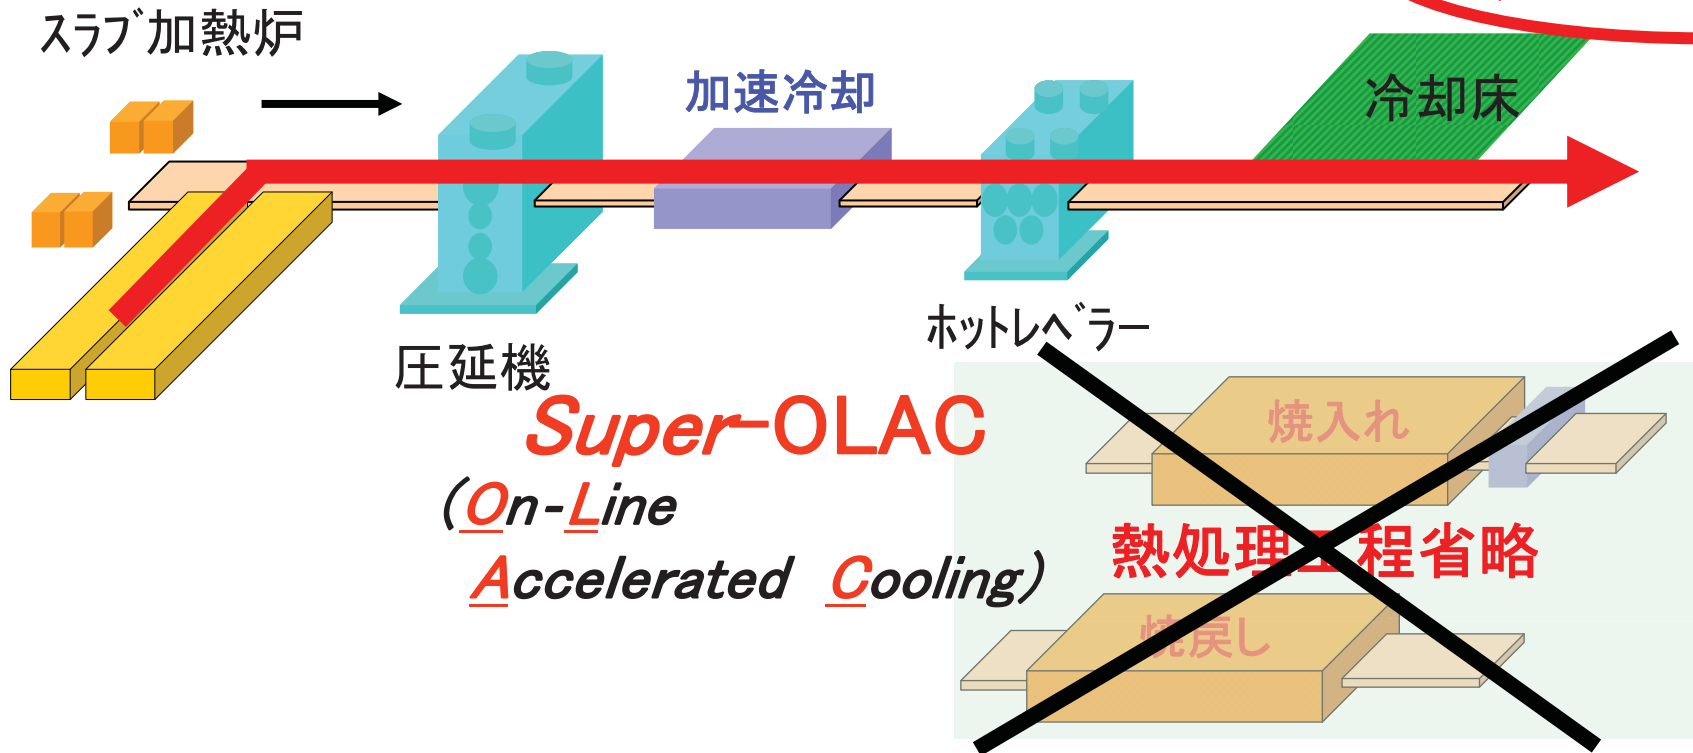 スラブ加熱炉
加速冷却
冷却床
圧延機
ホットレベラー
Super-OLAC
(On-Line
Accelerated Cooling)
焼入れ
熱処理工程省略
焼戻し